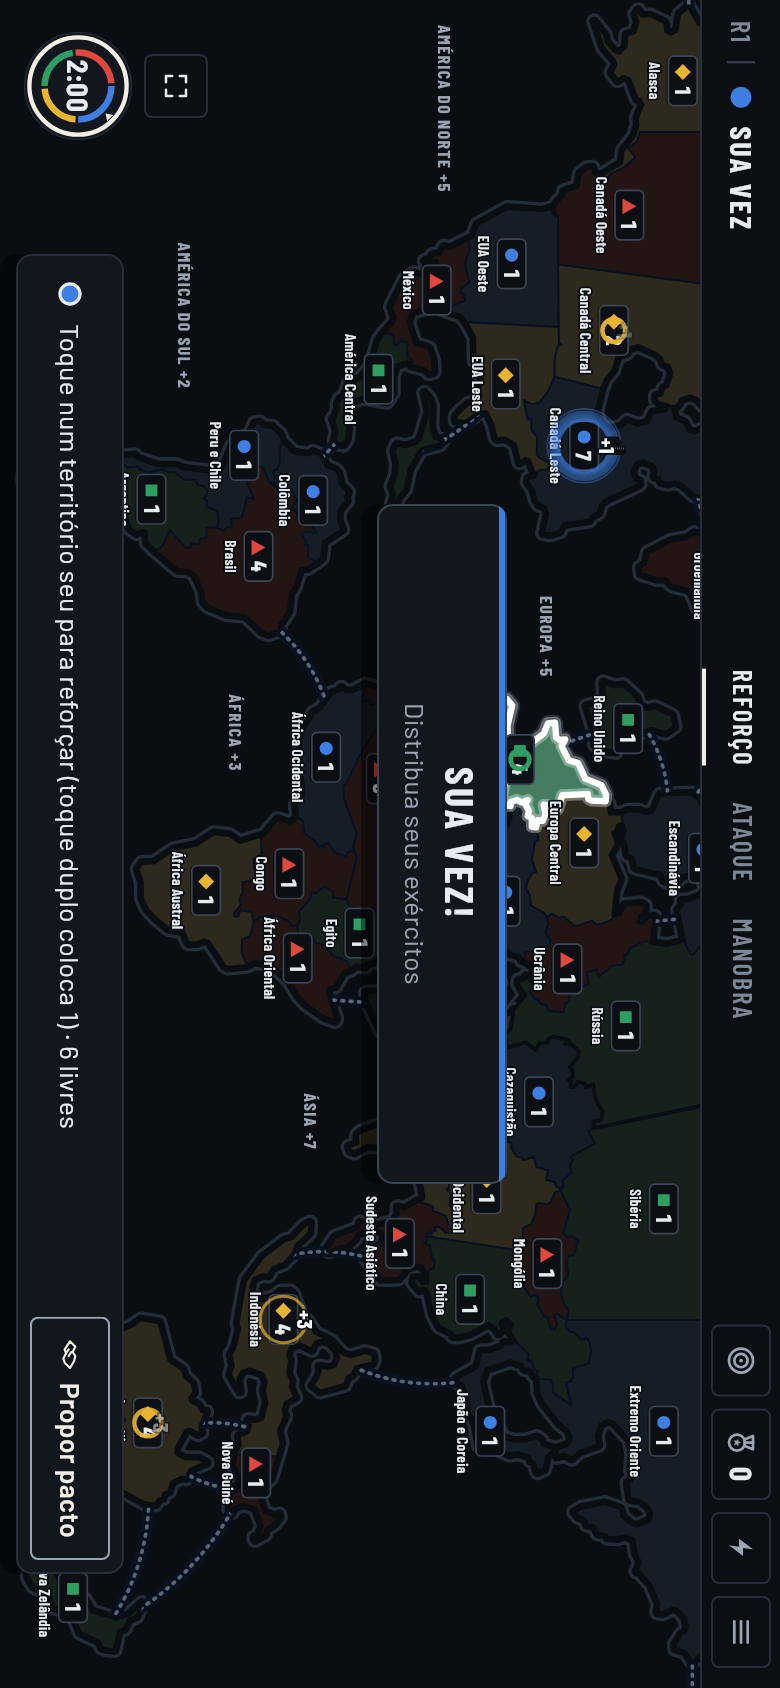 R1
SUA VEZ
REFORÇO
ATAQUE
MANOBRA
0
Alasca
1
Canadá Oeste
1
Canadá Central
Canadá Leste
+1
7
EUA Oeste
1
EUA Leste
1
México
1
América Central
1
AMÉRICA DO NORTE +5
AMÉRICA DO SUL +2
Colômbia
1
Peru e Chile
1
Brasil
4
1
EUROPA +5
Reino Unido
1
Escandinávia
Europa Central
1
Ucrânia
1
Rússia
1
1
SUA VEZ!
Distribua seus exércitos
ÁFRICA +3
África Ocidental
1
Egito
1
Congo
1
África Oriental
1
África Austral
1
ÁSIA +7
Cazaquistão
1
Sibéria
1
Mongólia
1
1
China
1
Sudeste Asiático
1
Extremo Oriente
1
Japão e Coreia
1
Indonesia
+3
4
Nova Guiné
1
+3
1
2:00
Toque num território seu para reforçar (toque duplo coloca 1) · 6 livres
Propor pacto